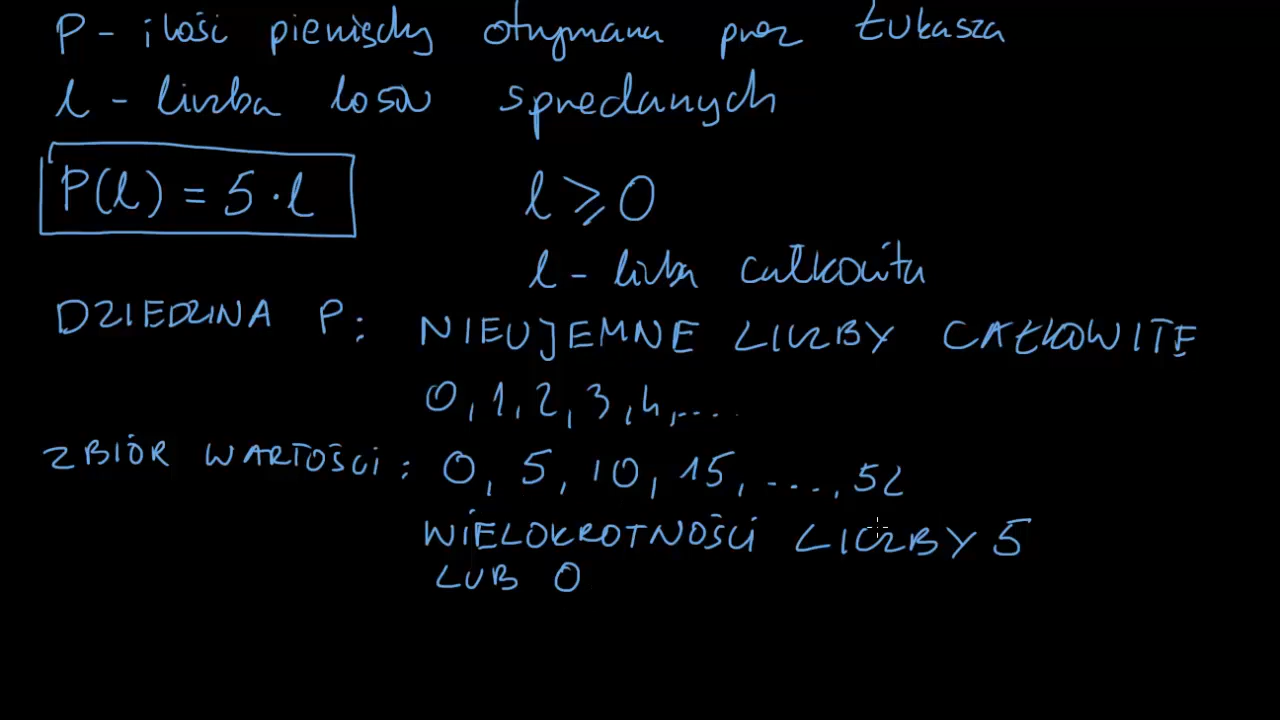 P - ilość pieniędzy otrzymana przez Łukasza
l - liczba losów sprzedanych
P(l) = 5 · l
l ⩾ 0
l - liczba całkowita
DZIEDZINA P: NIEUJEMNE LICZBY CAŁKOWITE
0, 1, 2, 3, 4, ....
ZBIÓR WARTOŚCI: 0, 5, 10, 15, ...., 5l
WIELOKROTNOŚCI LICZBY 5
LUB 0